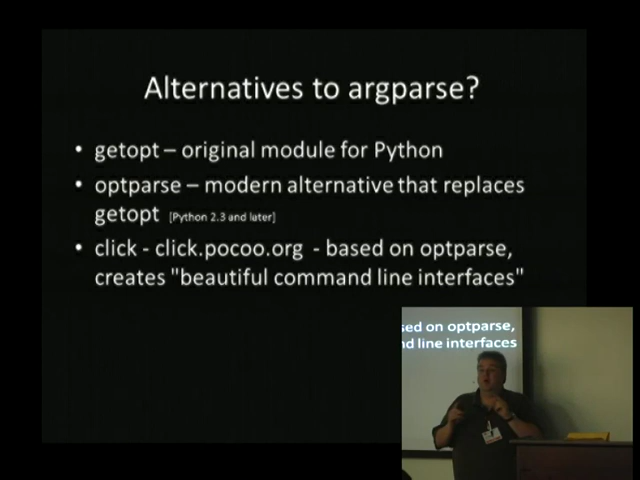 Alternatives to argparse?
• getopt – original module for Python
• optparse – modern alternative that replaces
getopt [Python 2.3 and later]
• click - click.pocoo.org - based on optparse,
creates "beautiful command line interfaces"
sed on optparse,
nd line interfaces